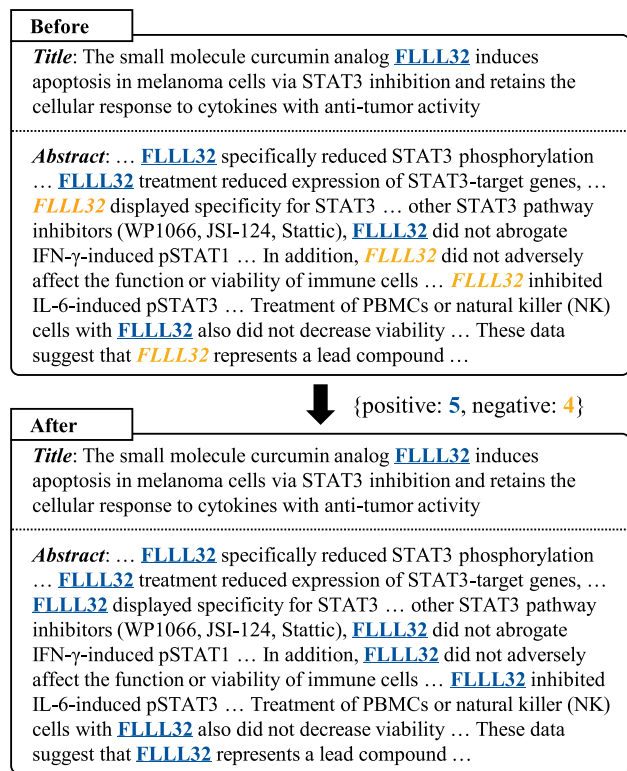 Before
Title: The small molecule curcumin analog FLLL32 induces
apoptosis in melanoma cells via STAT3 inhibition and retains the
cellular response to cytokines with anti-tumor activity
Abstract: … FLLL32 specifically reduced STAT3 phosphorylation
… FLLL32 treatment reduced expression of STAT3-target genes, …
FLLL32 displayed specificity for STAT3 … other STAT3 pathway
inhibitors (WP1066, JSI-124, Stattic), FLLL32 did not abrogate
IFN-γ-induced pSTAT1 … In addition, FLLL32 did not adversely
affect the function or viability of immune cells … FLLL32 inhibited
IL-6-induced pSTAT3 … Treatment of PBMCs or natural killer (NK)
cells with FLLL32 also did not decrease viability … These data
suggest that FLLL32 represents a lead compound …
{positive: 5, negative: 4}
After
Title: The small molecule curcumin analog FLLL32 induces
apoptosis in melanoma cells via STAT3 inhibition and retains the
cellular response to cytokines with anti-tumor activity
Abstract: … FLLL32 specifically reduced STAT3 phosphorylation
… FLLL32 treatment reduced expression of STAT3-target genes, …
FLLL32 displayed specificity for STAT3 … other STAT3 pathway
inhibitors (WP1066, JSI-124, Stattic), FLLL32 did not abrogate
IFN-γ-induced pSTAT1 … In addition, FLLL32 did not adversely
affect the function or viability of immune cells … FLLL32 inhibited
IL-6-induced pSTAT3 … Treatment of PBMCs or natural killer (NK)
cells with FLLL32 also did not decrease viability … These data
suggest that FLLL32 represents a lead compound …